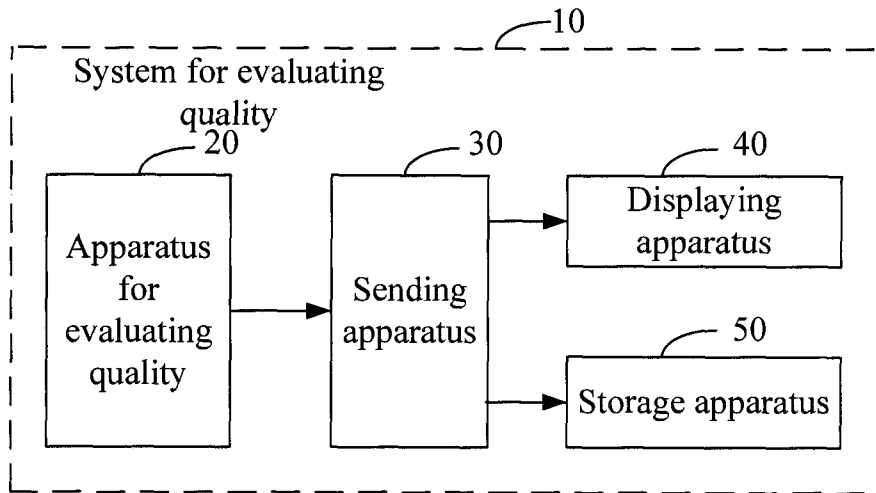 10
System for evaluating
quality
20
30
40
Apparatus
for
evaluating
quality
Sending
apparatus
Displaying
apparatus
50
Storage apparatus